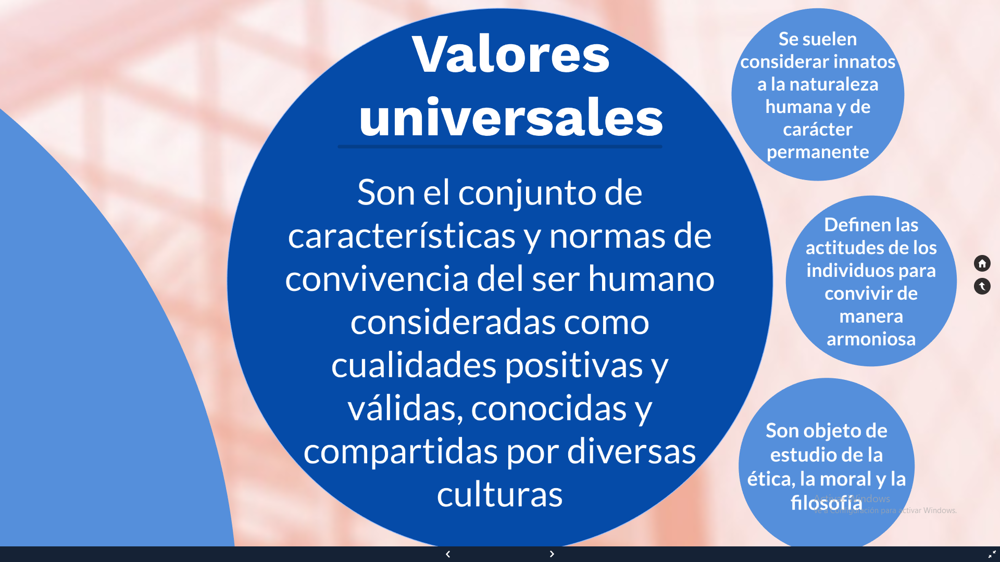 Valores
universales
Son el conjunto de
características y normas de
convivencia del ser humano
consideradas como
cualidades positivas y
válidas, conocidas y
compartidas por diversas
culturas
Se suelen
considerar innatos
a la naturaleza
humana y de
carácter
permanente
Definen las
actitudes de los
individuos para
convivir de
manera
armoniosa
Son objeto de
estudio de la
ética, la moral y la
filosofía
Activar Windows
Ve a Configuración para activar Windows.